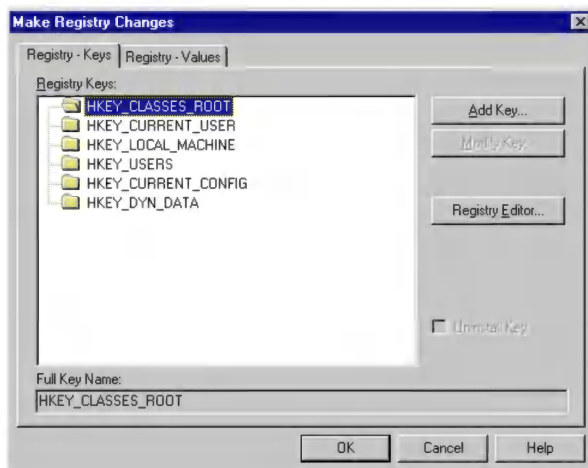 Make Registry Changes
Registry - Keys
Registry - Values
Registry Keys:
HKEY_CLASSES_ROOT
HKEY_CURRENT_USER
HKEY_LOCAL_MACHINE
HKEY_USERS
HKEY_CURRENT_CONFIG
HKEY_DYN_DATA
Add Key...
Modify Key...
Registry Editor...
Uninstall Key
Full Key Name:
HKEY_CLASSES_ROOT
OK
Cancel
Help